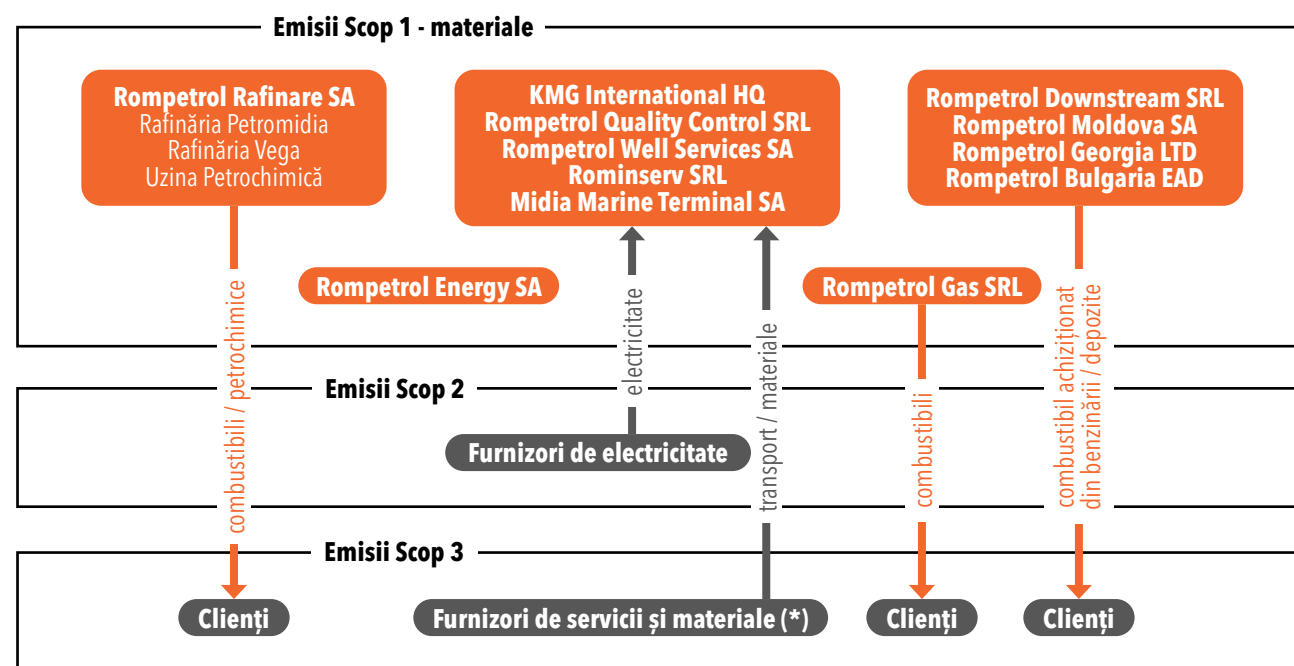 Emisii Scop 1 - materiale
Rompetrol Rafinare SA
Rafinăria Petromidia
Rafinăria Vega
Uzina Petrochimică
KMG International HQ
Rompetrol Quality Control SRL
Rompetrol Well Services SA
Rominserv SRL
Midia Marine Terminal SA
Rompetrol Downstream SRL
Rompetrol Moldova SA
Rompetrol Georgia LTD
Rompetrol Bulgaria EAD
Rompetrol Energy SA
Rompetrol Gas SRL
combustibili / petrochimice
electricitate
transport / materiale
combustibili
combustibil achiziționat
din benzinării / depozite
Emisii Scop 2
Furnizori de electricitate
Emisii Scop 3
Clienți
Furnizori de servicii și materiale (*)
Clienți
Clienți